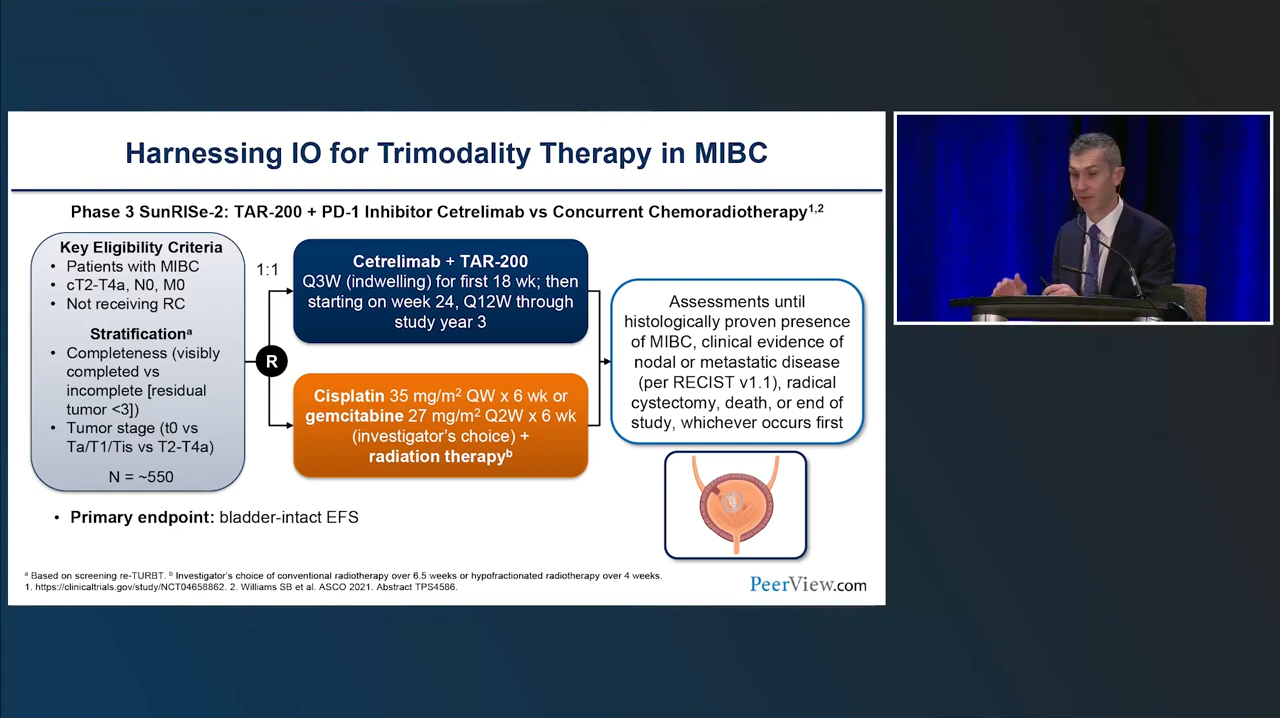 Harnessing IO for Trimodality Therapy in MIBC
Phase 3 SunRISe-2: TAR-200 + PD-1 Inhibitor Cetrelimab vs Concurrent Chemoradiotherapy1,2
Key Eligibility Criteria
• Patients with MIBC
• cT2-T4a, N0, M0
• Not receiving RC
Stratificationa
• Completeness (visibly
completed vs
incomplete [residual
tumor <3])
• Tumor stage (t0 vs
Ta/T1/Tis vs T2-T4a)
N = ~550
1:1
R
Cetrelimab + TAR-200
Q3W (indwelling) for first 18 wk; then
starting on week 24, Q12W through
study year 3
Cisplatin 35 mg/m2 QW x 6 wk or
gemcitabine 27 mg/m2 Q2W x 6 wk
(investigator's choice) +
radiation therapyb
Assessments until
histologically proven presence
of MIBC, clinical evidence of
nodal or metastatic disease
(per RECIST v1.1), radical
cystectomy, death, or end of
study, whichever occurs first
• Primary endpoint: bladder-intact EFS
a Based on screening re-TURBT. b Investigator's choice of conventional radiotherapy over 6.5 weeks or hypofractionated radiotherapy over 4 weeks.
1. https://clinicaltrials.gov/study/NCT04658862. 2. Williams SB et al. ASCO 2021. Abstract TPS4586.
PeerView.com